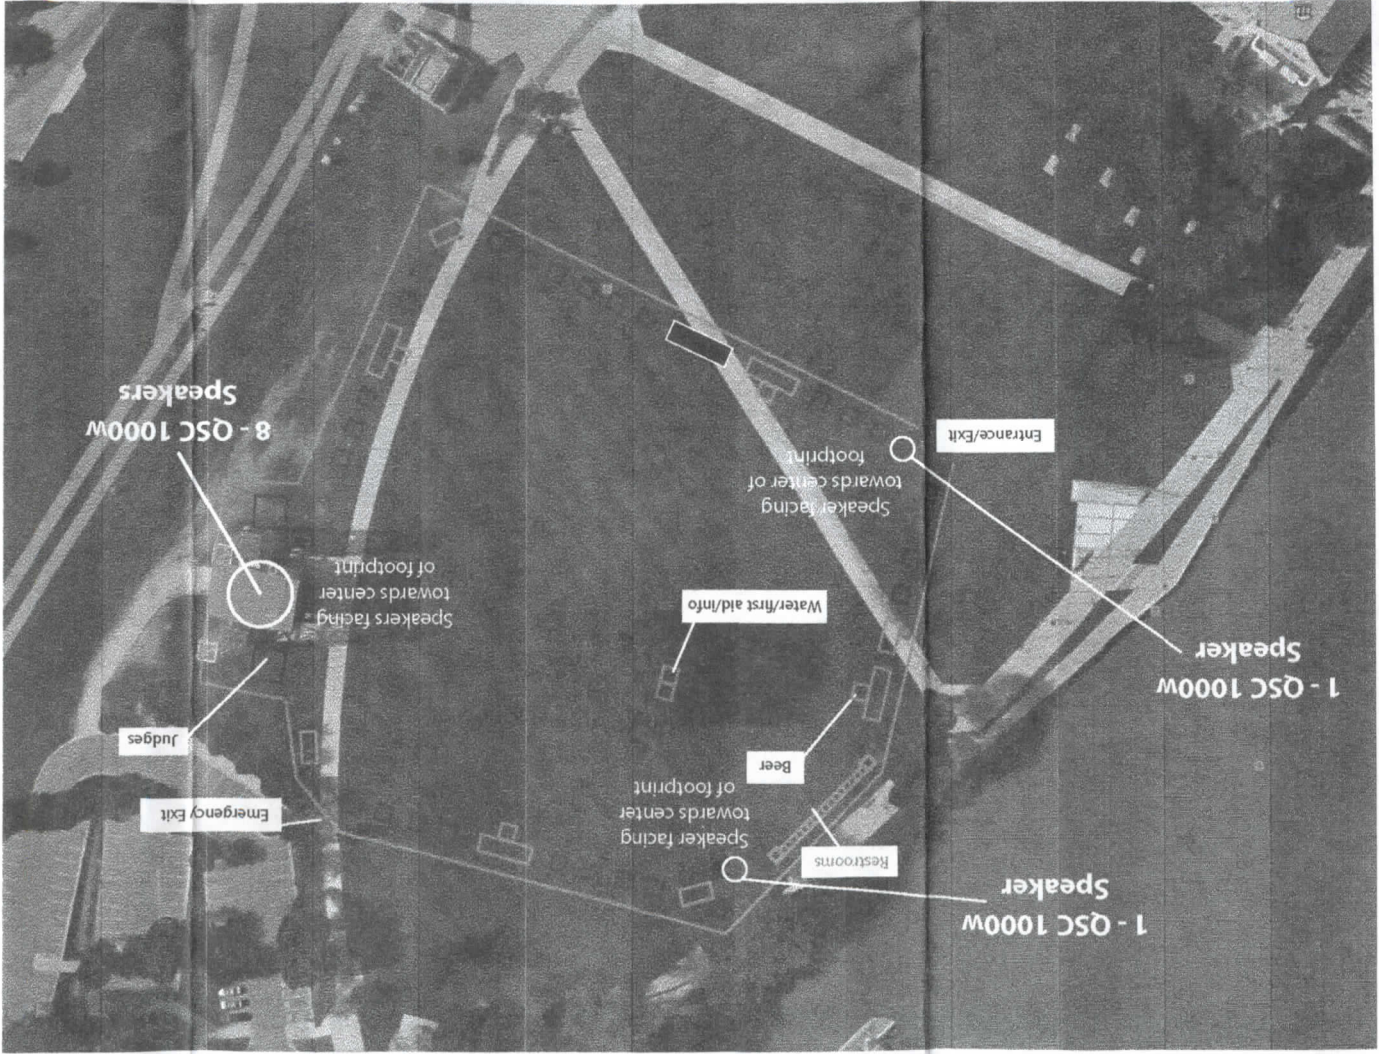 1 - QSC 1000w
Speaker
Restrooms
Speaker facing
towards center
of footprint
Emergency Exit
Beer
Judges
1 - QSC 1000w
Speaker
Water/first aid/info
Speakers facing
towards center
of footprint
Speaker facing
towards center of
footprint
Entrance/Exit
8 - QSC 1000w
Speakers